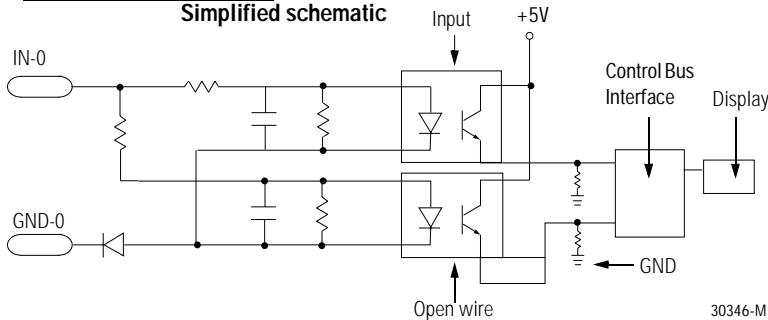 Simplified schematic
Input
+5V
IN-0
Control Bus
Interface
Display
GND-0
GND
Open wire
30346-M